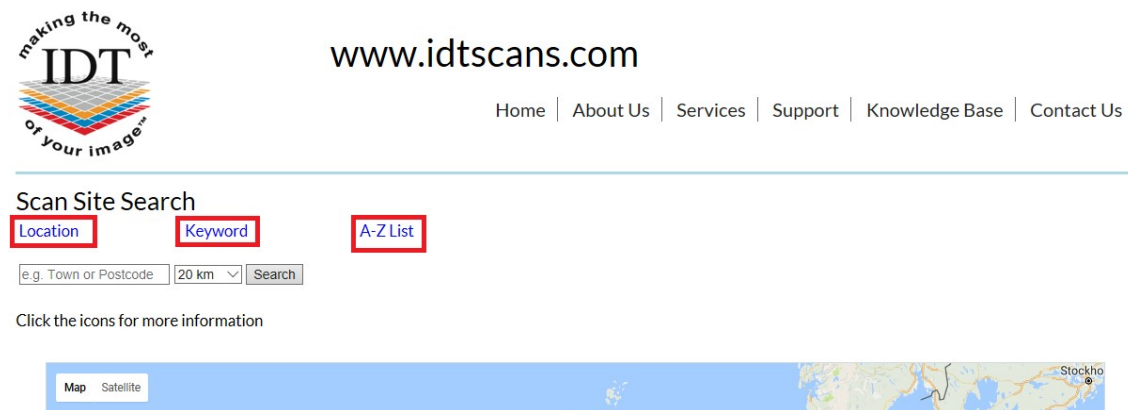 making the most
IDT
of your image™
www.idtscans.com
Home About Us Services Support Knowledge Base Contact Us
Scan Site Search
Location Keyword A-Z List
e.g. Town or Postcode 20 km Search
Click the icons for more information
Map Satellite
Stockho